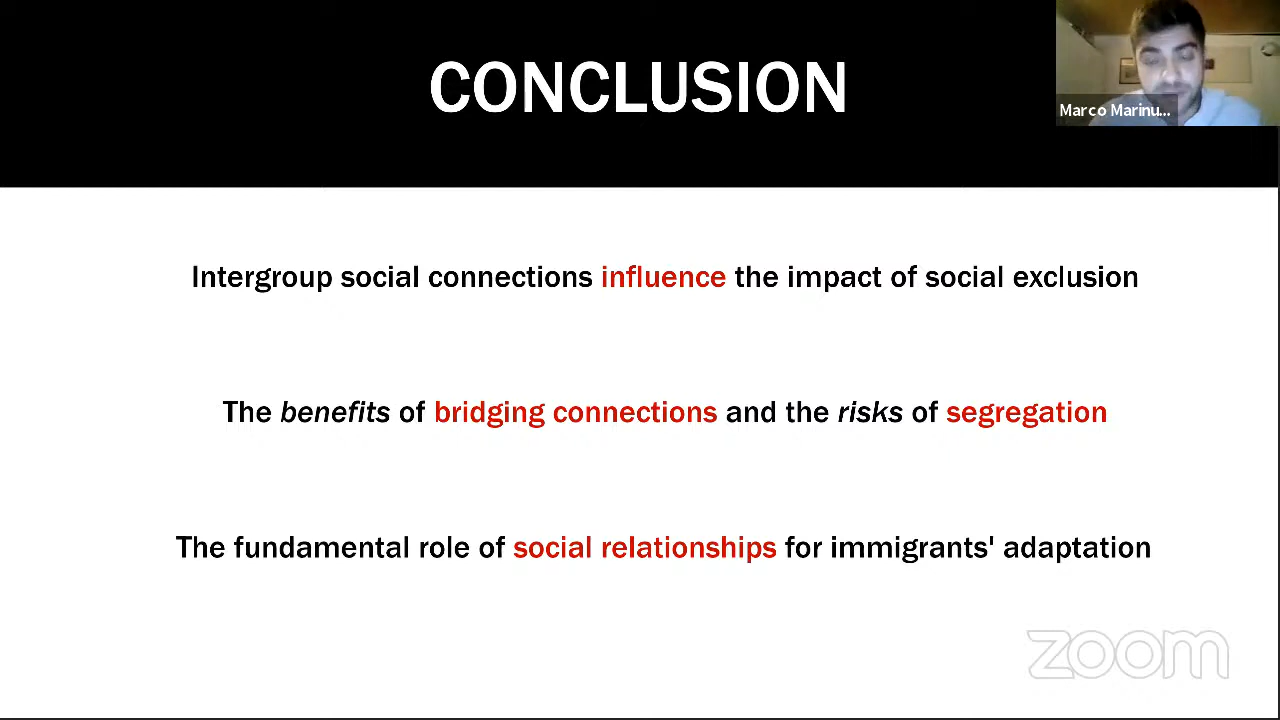 CONCLUSION
Marco Marinu...
Intergroup social connections influence the impact of social exclusion
The benefits of bridging connections and the risks of segregation
The fundamental role of social relationships for immigrants' adaptation
zoom